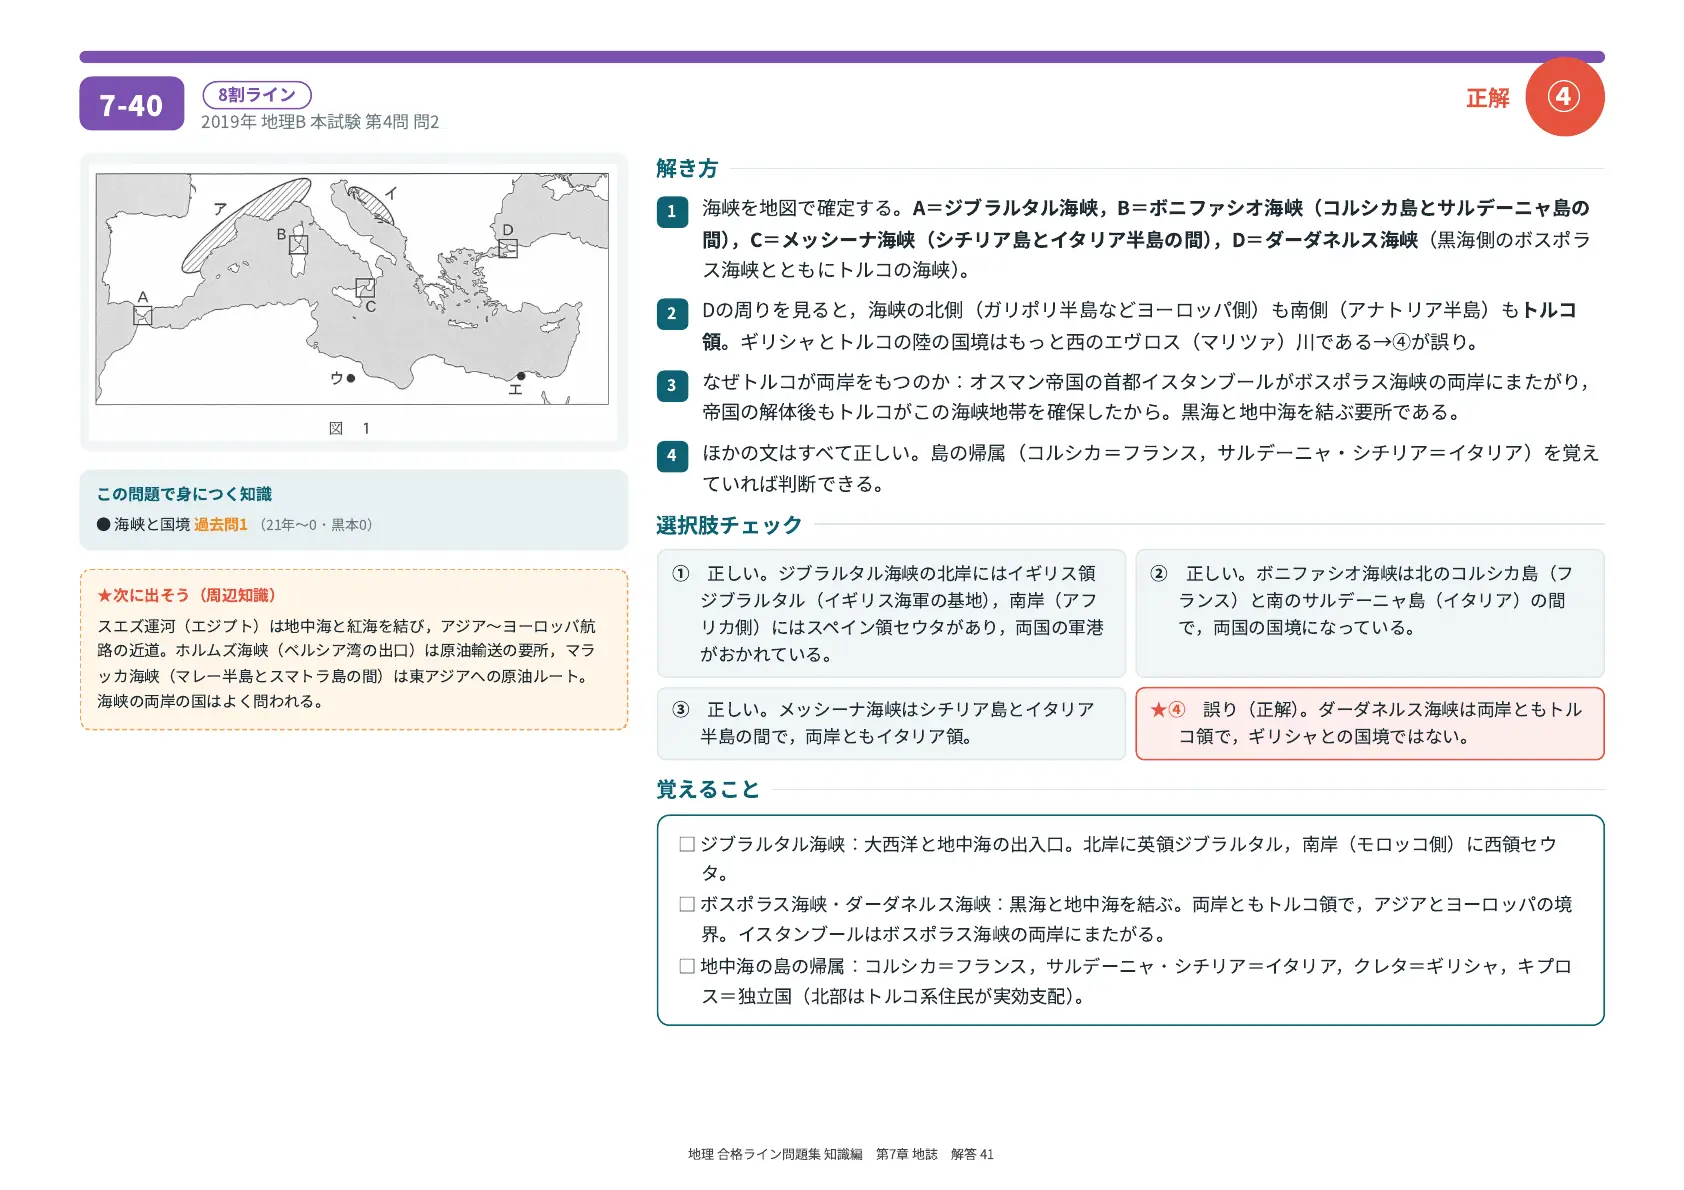 7-40
8割ライン
2019年 地理B 本試験 第4問 問2
正解 ④
ア
イ
B
D
A
C
ウ
エ
図 1
この問題で身につく知識
● 海峡と国境 過去問1 （21年〜0・黒本0）
★次に出そう（周辺知識）
スエズ運河（エジプト）は地中海と紅海を結び，アジア〜ヨーロッパ航
路の近道。ホルムズ海峡（ペルシア湾の出口）は原油輸送の要所，マラ
ッカ海峡（マレー半島とスマトラ島の間）は東アジアへの原油ルート。
海峡の両岸の国はよく問われる。
解き方
1 海峡を地図で確定する。A＝ジブラルタル海峡，B＝ボニファシオ海峡（コルシカ島とサルデーニャ島の
間），C＝メッシーナ海峡（シチリア島とイタリア半島の間），D＝ダーダネルス海峡（黒海側のボスポラ
ス海峡とともにトルコの海峡）。
2 Dの周りを見ると，海峡の北側（ガリポリ半島などヨーロッパ側）も南側（アナトリア半島）もトルコ
領。ギリシャとトルコの陸の国境はもっと西のエヴロス（マリツァ）川である→④が誤り。
3 なぜトルコが両岸をもつのか：オスマン帝国の首都イスタンブールがボスポラス海峡の両岸にまたがり，
帝国の解体後もトルコがこの海峡地帯を確保したから。黒海と地中海を結ぶ要所である。
4 ほかの文はすべて正しい。島の帰属（コルシカ＝フランス，サルデーニャ・シチリア＝イタリア）を覚え
ていれば判断できる。
選択肢チェック
① 正しい。ジブラルタル海峡の北岸にはイギリス領
ジブラルタル（イギリス海軍の基地），南岸（アフ
リカ側）にはスペイン領セウタがあり，両国の軍港
がおかれている。
② 正しい。ボニファシオ海峡は北のコルシカ島（フ
ランス）と南のサルデーニャ島（イタリア）の間
で，両国の国境になっている。
③ 正しい。メッシーナ海峡はシチリア島とイタリア
半島の間で，両岸ともイタリア領。
★④ 誤り（正解）。ダーダネルス海峡は両岸ともトル
コ領で，ギリシャとの国境ではない。
覚えること
□ ジブラルタル海峡：大西洋と地中海の出入口。北岸に英領ジブラルタル，南岸（モロッコ側）に西領セウ
タ。
□ ボスポラス海峡・ダーダネルス海峡：黒海と地中海を結ぶ。両岸ともトルコ領で，アジアとヨーロッパの境
界。イスタンブールはボスポラス海峡の両岸にまたがる。
□ 地中海の島の帰属：コルシカ＝フランス，サルデーニャ・シチリア＝イタリア，クレタ＝ギリシャ，キプロ
ス＝独立国（北部はトルコ系住民が実効支配）。
地理 合格ライン問題集 知識編 第7章 地誌 解答 41